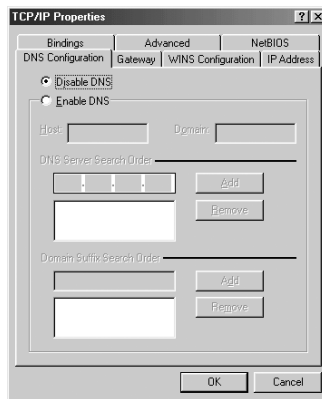 TCP/IP Properties
Bindings Advanced NetBIOS
DNS Configuration Gateway WINS Configuration IP Address
Disable DNS
Enable DNS
Host: Domain:
DNS Server Search Order
Add
Remove
Domain Suffix Search Order
Add
Remove
OK Cancel